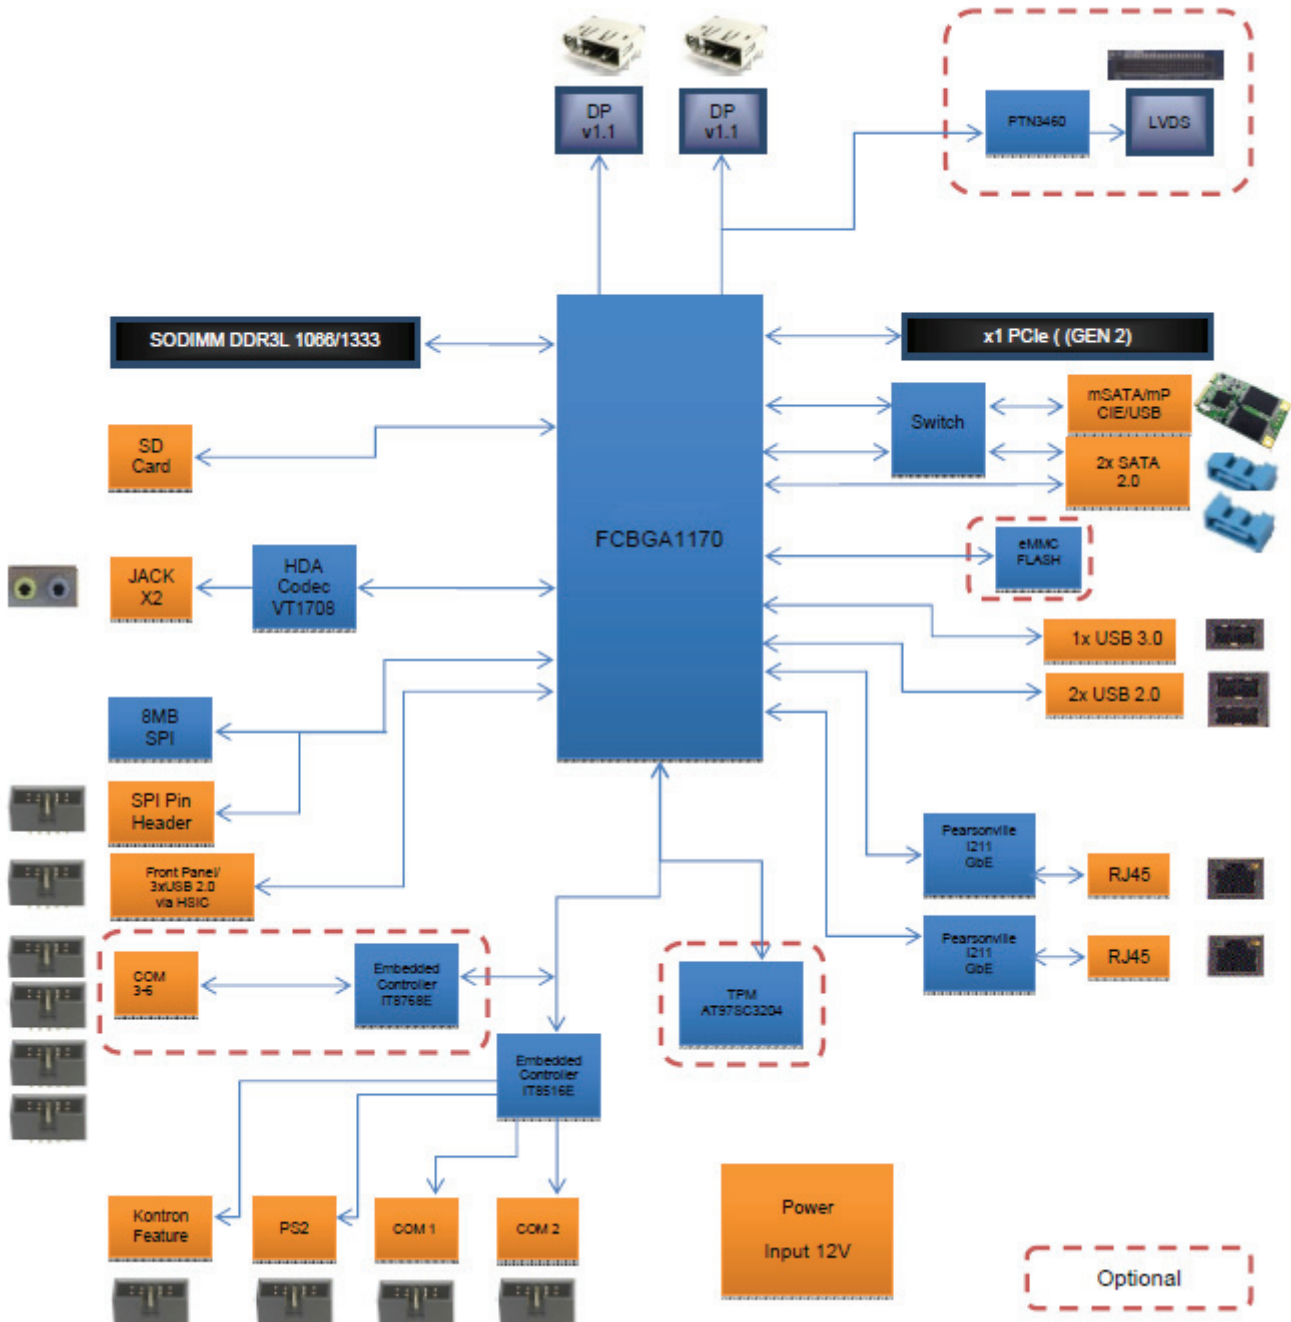 DP
v1.1
DP
v1.1
PTN3460
LVDS
SODIMM DDR3L 1066/1333
x1 PCIe ( (GEN 2)
SD
Card
Switch
mSATA/mP
CIE/USB
2x SATA
2.0
FCBGA1170
eMMC
FLASH
JACK
X2
HDA
Codec
VT1708
1x USB 3.0
2x USB 2.0
8MB
SPI
SPI Pin
Header
Front Panel/
3xUSB 2.0
via HSIC
Pearsonville
I211
GbE
RJ45
Pearsonville
I211
GbE
RJ45
COM
3-6
Embedded
Controller
IT8768E
TPM
AT97SC3204
Embedded
Controller
IT8516E
Kontron
Feature
PS2
COM 1
COM 2
Power
Input 12V
Optional